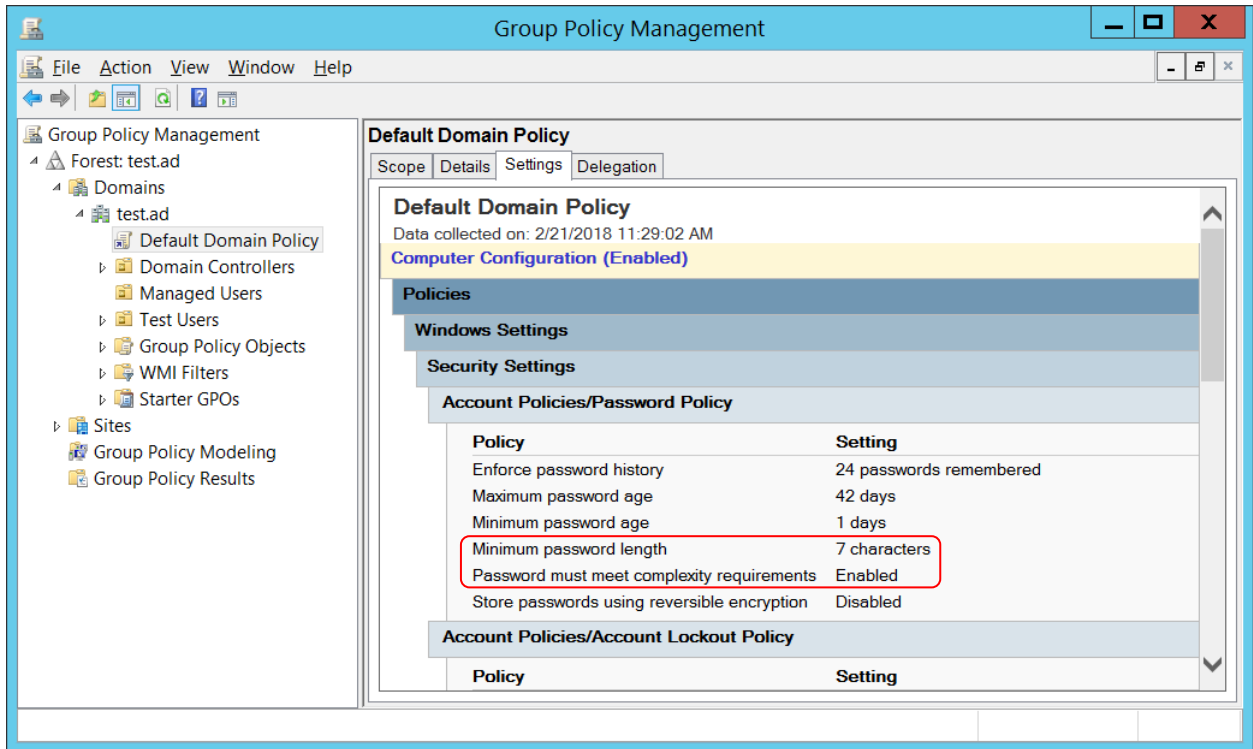 Group Policy Management
File Action View Window Help
Group Policy Management
Forest: test.ad
Domains
test.ad
Default Domain Policy
Domain Controllers
Managed Users
Test Users
Group Policy Objects
WMI Filters
Starter GPOs
Sites
Group Policy Modeling
Group Policy Results
Default Domain Policy
Scope Details Settings Delegation
Default Domain Policy
Data collected on: 2/21/2018 11:29:02 AM
Computer Configuration (Enabled)
Policies
Windows Settings
Security Settings
Account Policies/Password Policy
Policy Setting
Enforce password history 24 passwords remembered
Maximum password age 42 days
Minimum password age 1 days
Minimum password length 7 characters
Password must meet complexity requirements Enabled
Store passwords using reversible encryption Disabled
Account Policies/Account Lockout Policy
Policy Setting